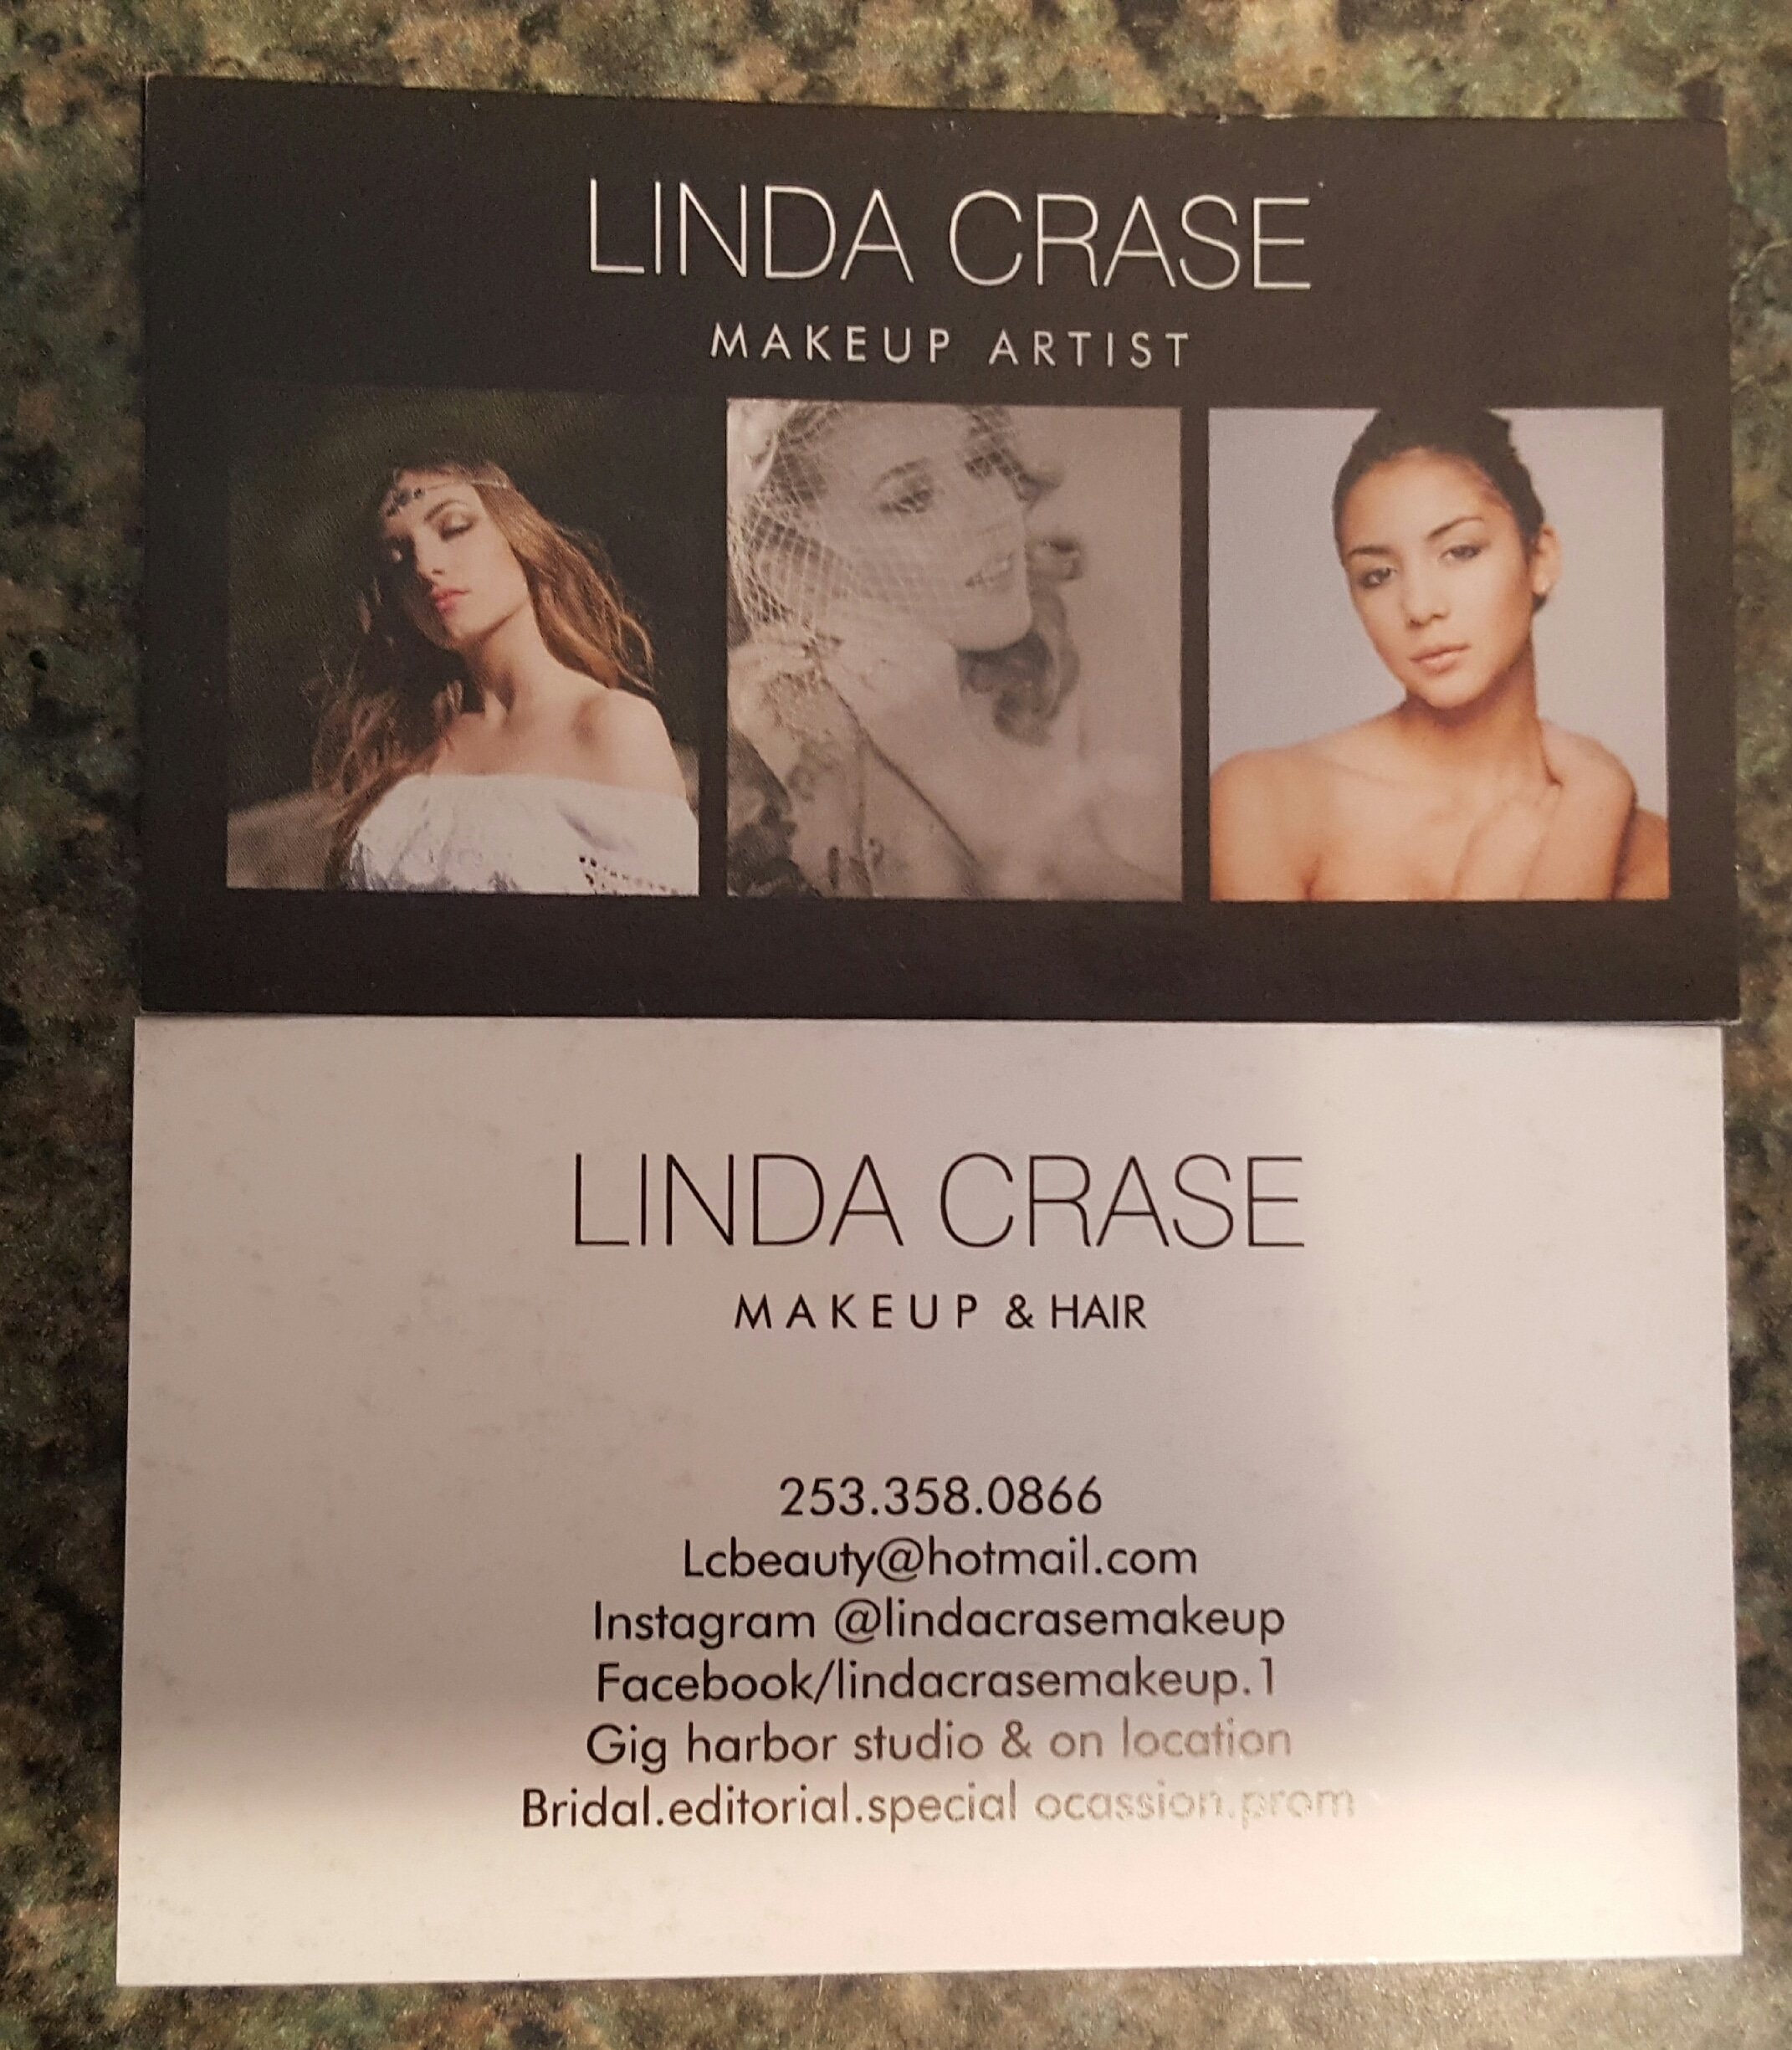 LINDA CRASE
MAKEUP ARTIST
LINDA CRASE
MAKEUP & HAIR
253.358.0866
Lcbeauty@hotmail.com
Instagram @lindacrasemakeup
Facebook/lindacrasemakeup.1
Gig harbor studio & on location
Bridal.editorial.special ocassion.prom